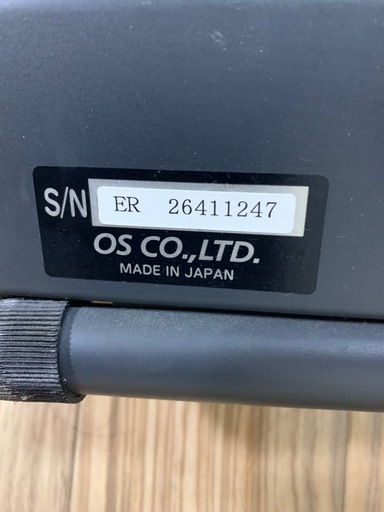 S/N ER 26411247
OS CO.,LTD.
MADE IN JAPAN